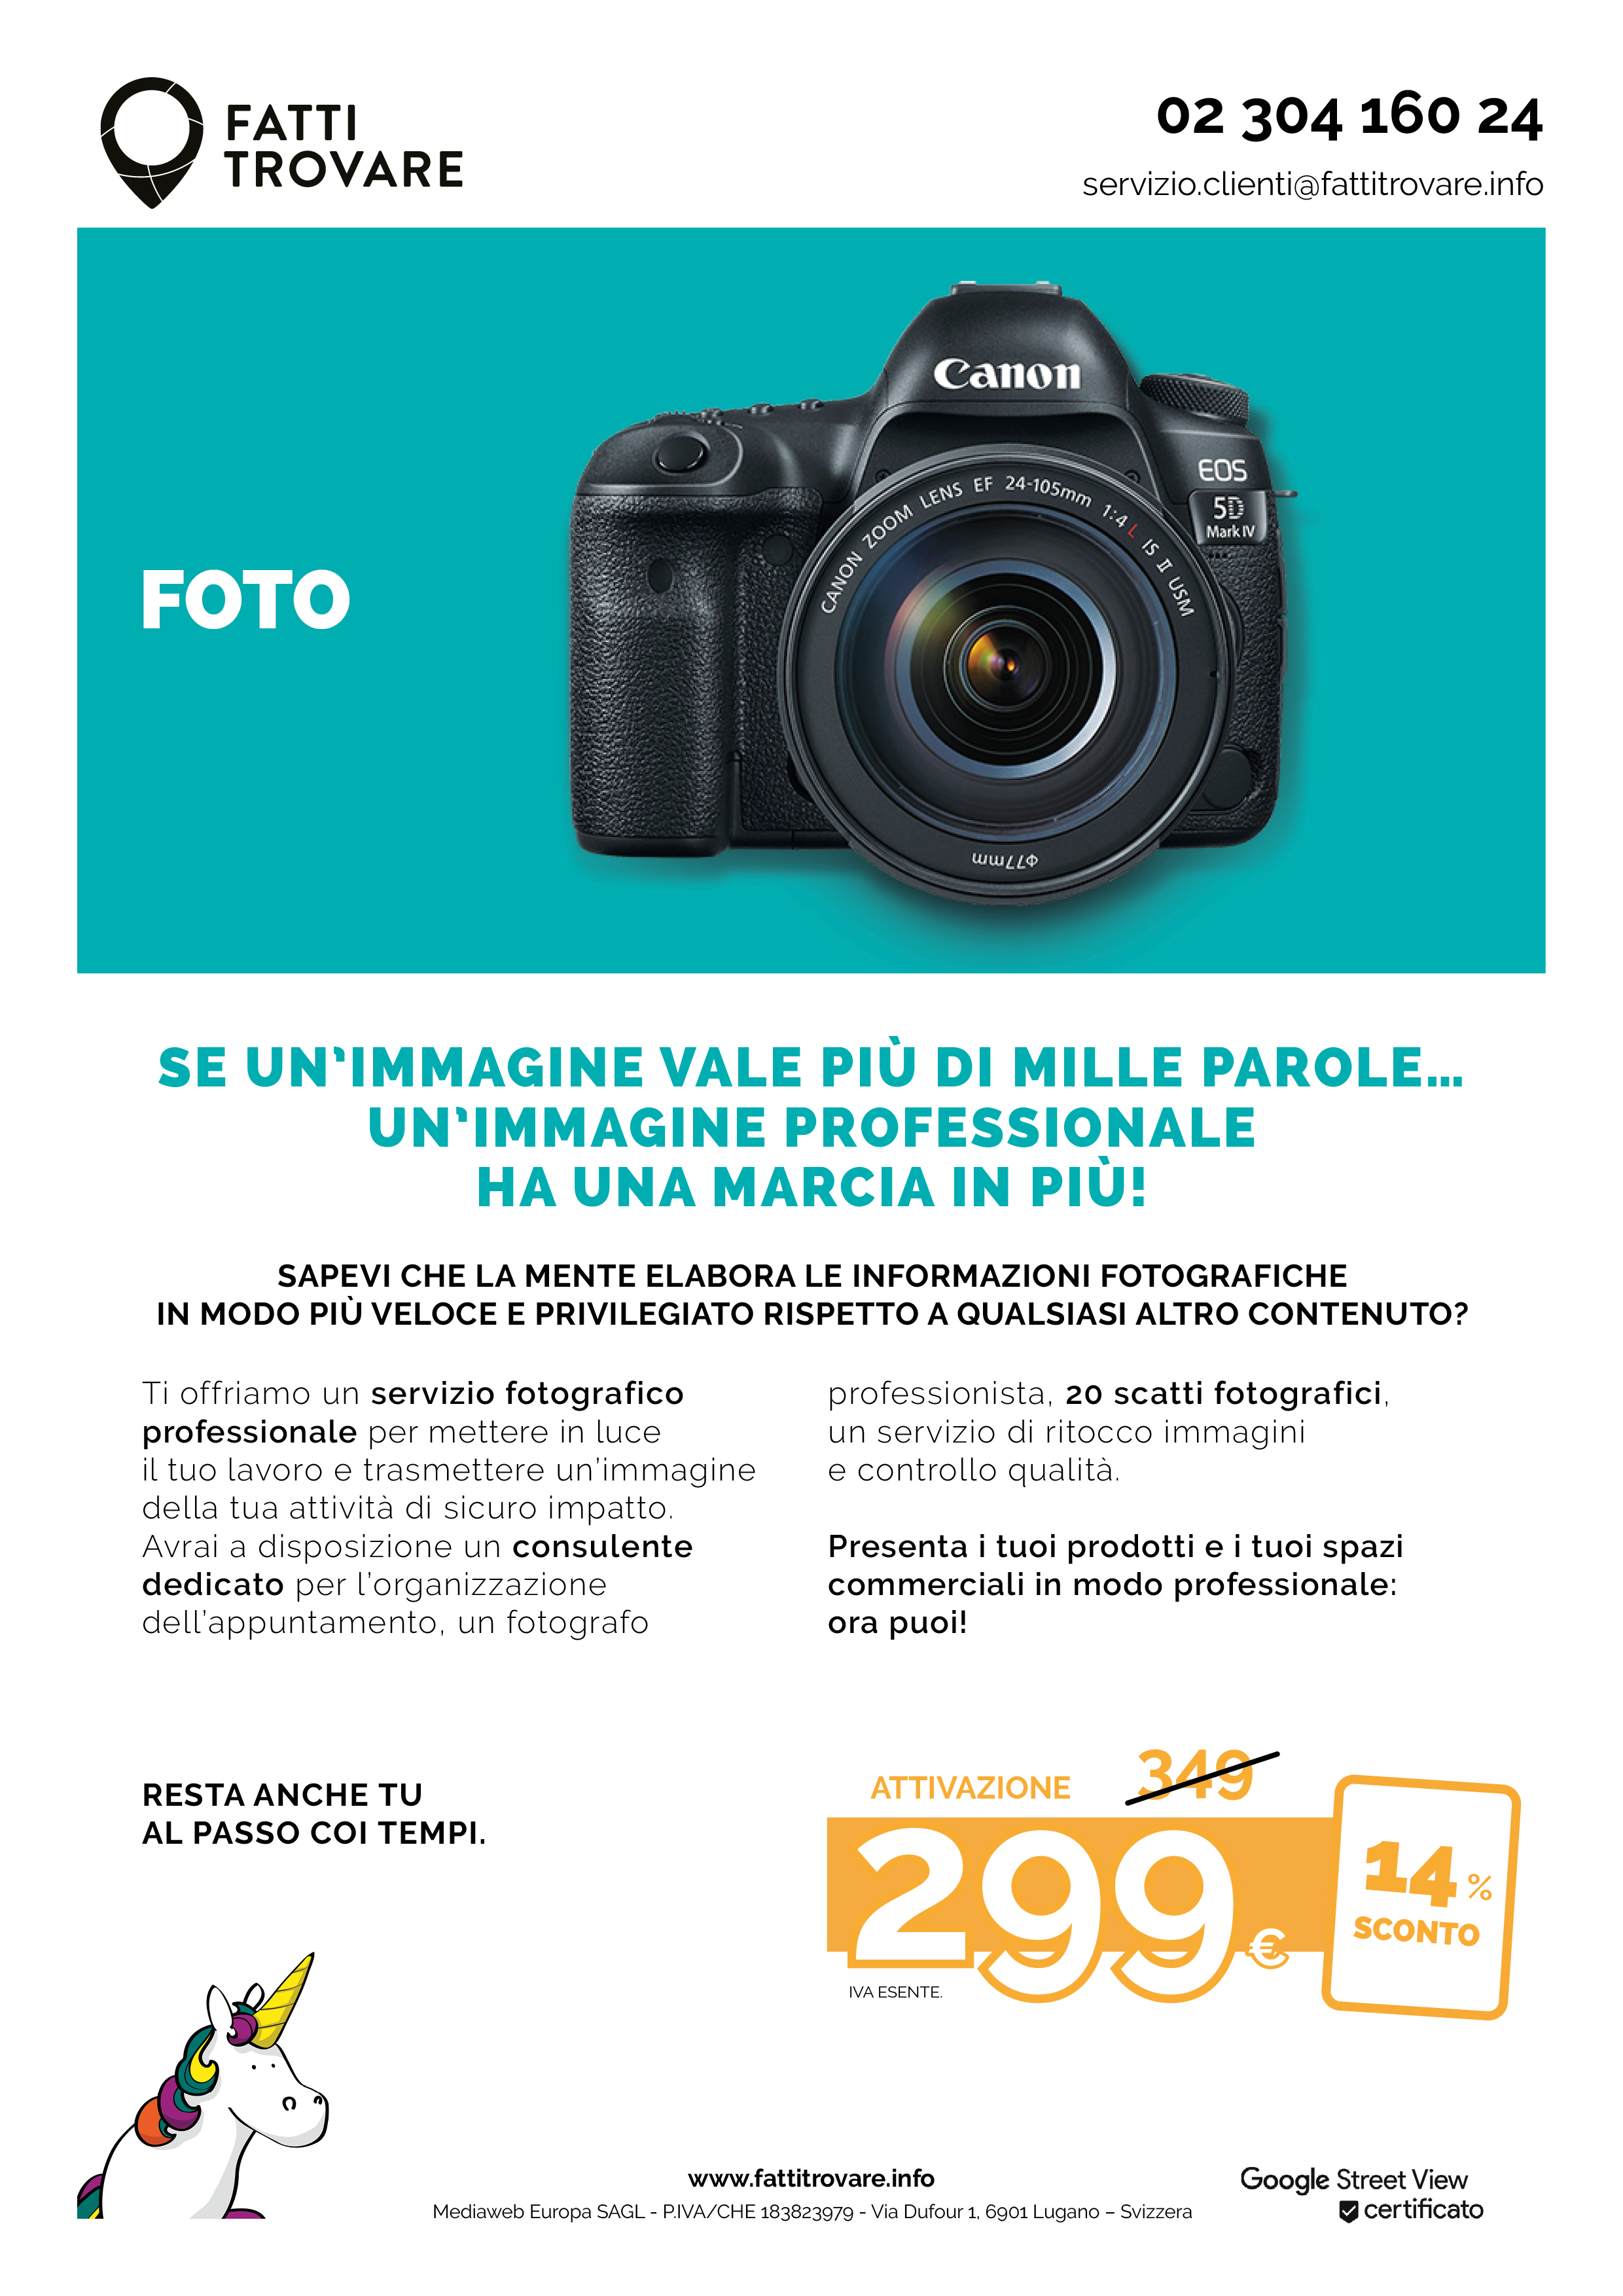 FATTI
TROVARE
02 304 160 24
servizio.clienti@fattitrovare.info
FOTO
Canon
EOS
5D
Mark IV
CANON ZOOM LENS EF 24-105mm 1:4 L IS II USM
Φ77mm
SE UN'IMMAGINE VALE PIÙ DI MILLE PAROLE...
UN'IMMAGINE PROFESSIONALE
HA UNA MARCIA IN PIÙ!
SAPEVI CHE LA MENTE ELABORA LE INFORMAZIONI FOTOGRAFICHE
IN MODO PIÙ VELOCE E PRIVILEGIATO RISPETTO A QUALSIASI ALTRO CONTENUTO?
Ti offriamo un servizio fotografico
professionale per mettere in luce
il tuo lavoro e trasmettere un'immagine
della tua attività di sicuro impatto.
Avrai a disposizione un consulente
dedicato per l'organizzazione
dell'appuntamento, un fotografo
professionista, 20 scatti fotografici,
un servizio di ritocco immagini
e controllo qualità.
Presenta i tuoi prodotti e i tuoi spazi
commerciali in modo professionale:
ora puoi!
RESTA ANCHE TU
AL PASSO COI TEMPI.
ATTIVAZIONE 349
299€
IVA ESENTE.
14%
SCONTO
www.fattitrovare.info
Mediaweb Europa SAGL - P.IVA/CHE 183823979 - Via Dufour 1, 6901 Lugano – Svizzera
Google Street View
certificato